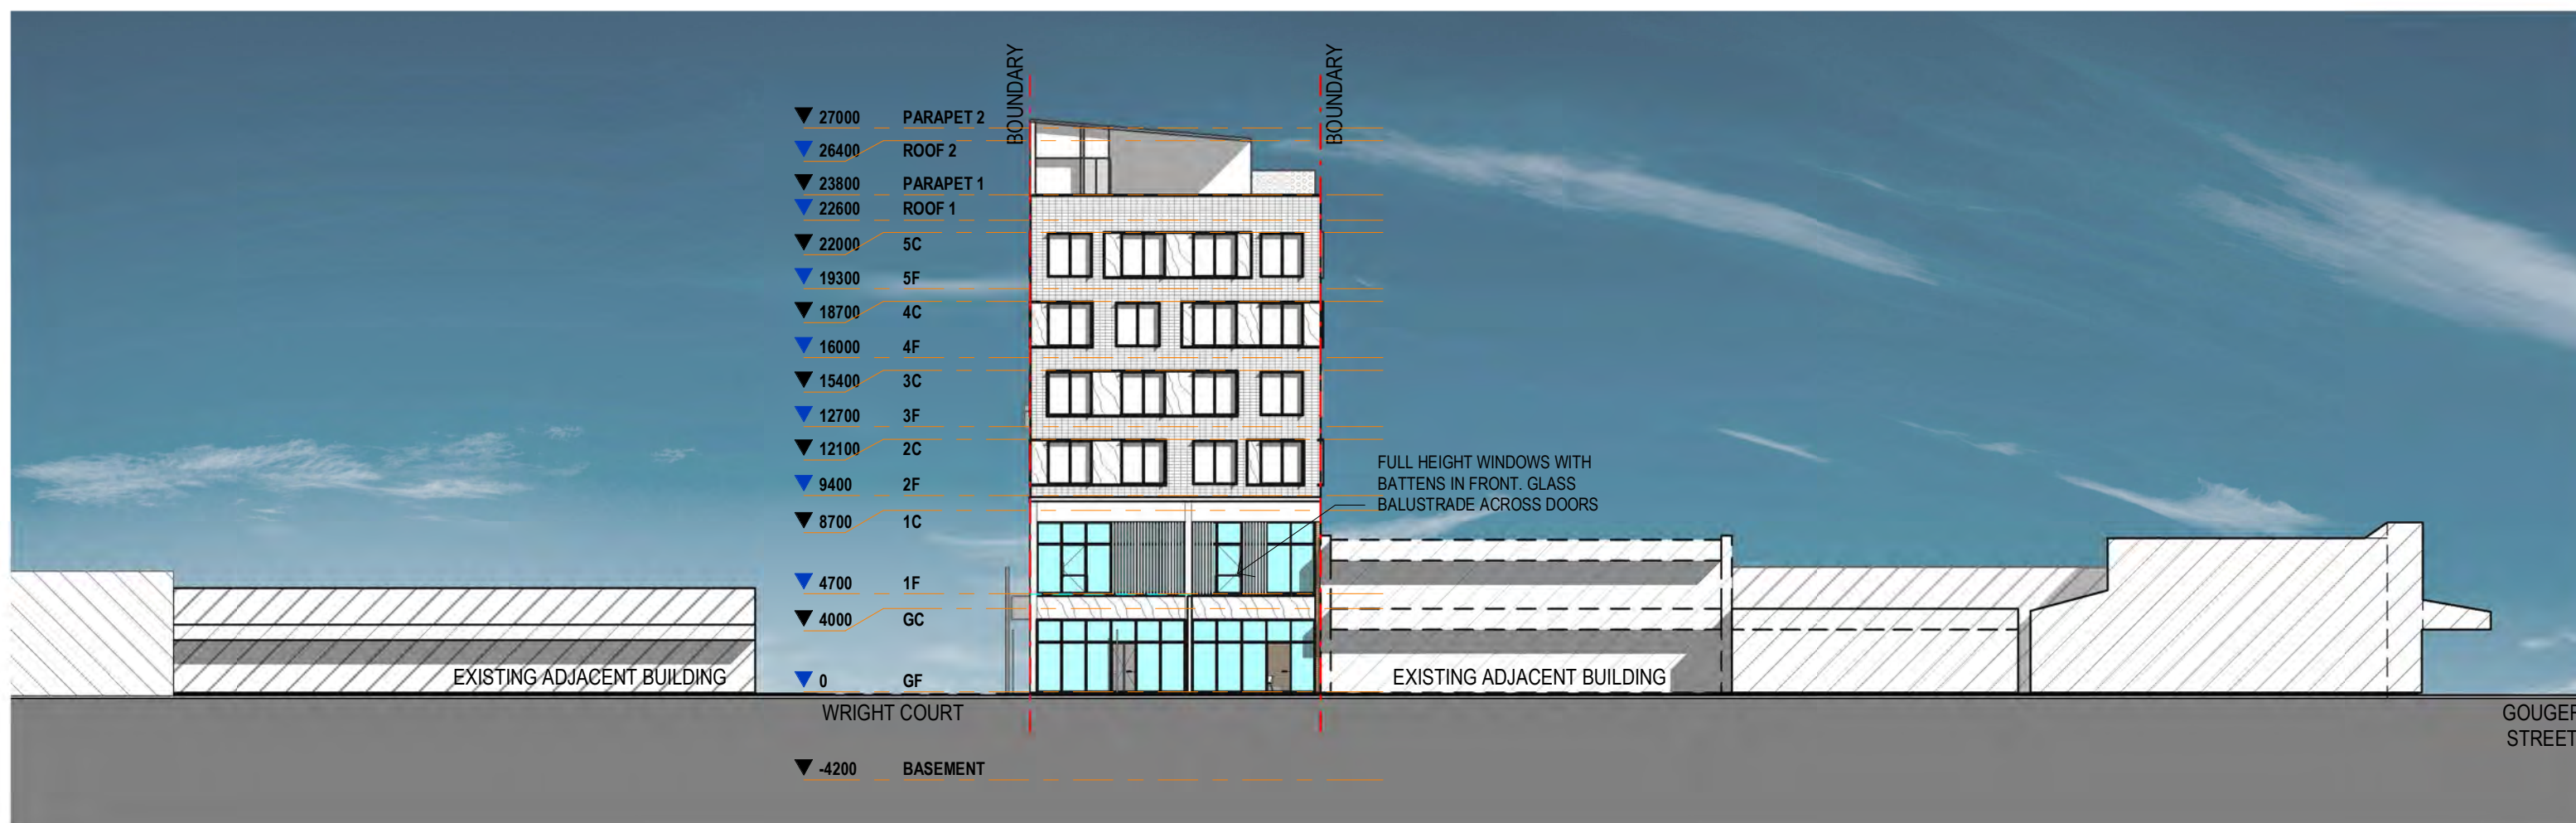 BOUNDARY
BOUNDARY
27000 PARAPET 2
26400 ROOF 2
23800 PARAPET 1
22600 ROOF 1
22000 5C
19300 5F
18700 4C
16000 4F
15400 3C
12700 3F
12100 2C
9400 2F
8700 1C
4700 1F
4000 GC
0 GF
-4200 BASEMENT
FULL HEIGHT WINDOWS WITH
BATTENS IN FRONT. GLASS
BALUSTRADE ACROSS DOORS
EXISTING ADJACENT BUILDING
EXISTING ADJACENT BUILDING
WRIGHT COURT
GOUGER
STREET